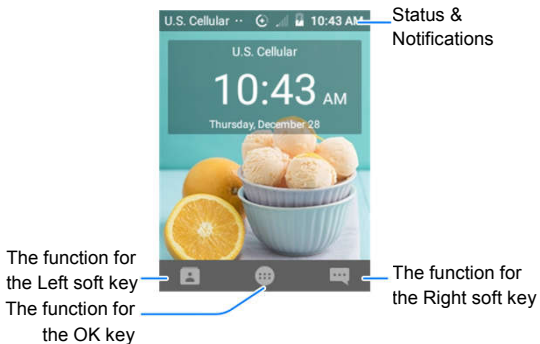 U.S. Cellular ·· 10:43 AM
Status &
Notifications
U.S. Cellular
10:43 AM
Thursday, December 28
The function for
the Left soft key
The function for
the OK key
The function for
the Right soft key